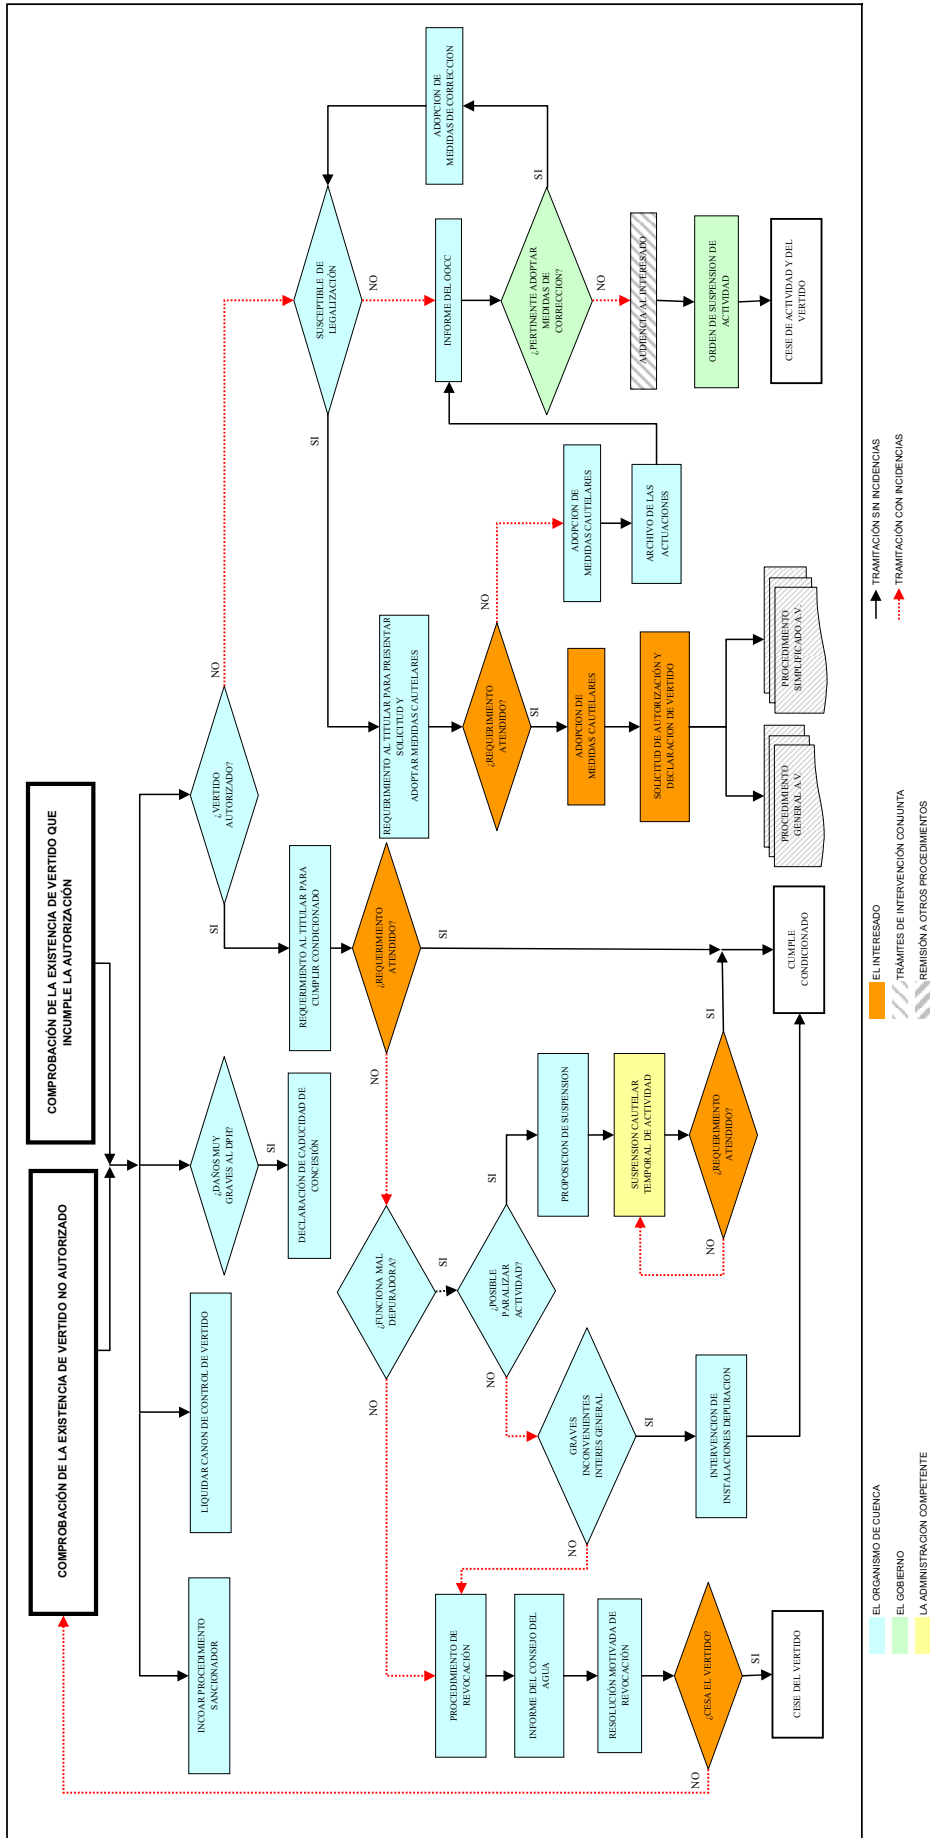 COMPROBACIÓN DE LA EXISTENCIA DE VERTIDO NO AUTORIZADO
COMPROBACIÓN DE LA EXISTENCIA DE VERTIDO QUE
INCUMPLE LA AUTORIZACIÓN
INCOAR PROCEDIMIENTO
SANCIONADOR
LIQUIDAR CANON DE CONTROL DE VERTIDO
¿DAÑOS MUY
GRAVES AL DPH?
SI
DECLARACIÓN DE CADUCIDAD DE
CONCESIÓN
¿VERTIDO
AUTORIZADO?
SI
NO
REQUERIMIENTO AL TITULAR PARA
CUMPLIR CONDICIONADO
¿REQUERIMIENTO
ATENDIDO?
NO
SI
SUSCEPTIBLE DE
LEGALIZACIÓN
SI
NO
ADOPCION DE
MEDIDAS DE CORRECCION
REQUERIMIENTO AL TITULAR PARA PRESENTAR
SOLICITUD Y
ADOPTAR MEDIDAS CAUTELARES
INFORME DEL OOCC
¿FUNCIONA MAL
DEPURADORA?
NO
SI
¿REQUERIMIENTO
ATENDIDO?
SI
NO
¿PERTINENTE ADOPTAR
MEDIDAS DE
CORRECCION?
SI
NO
¿POSIBLE
PARALIZAR
ACTIVIDAD?
NO
SI
PROPOSICION DE SUSPENSION
ADOPCION DE
MEDIDAS CAUTELARES
ADOPCION DE
MEDIDAS CAUTELARES
PROCEDIMIENTO DE
REVOCACIÓN
GRAVES
INCONVENIENTES
INTERES GENERAL
NO
SI
SUSPENSION CAUTELAR
TEMPORAL DE ACTIVIDAD
SOLICITUD DE AUTORIZACIÓN Y
DECLARACION DE VERTIDO
ARCHIVO DE LAS
ACTUACIONES
AUDIENCIA AL INTERESADO
INFORME DEL CONSEJO DEL
AGUA
RESOLUCIÓN MOTIVADA DE
REVOCACIÓN
INTERVENCION DE
INSTALACIONES DEPURACION
¿REQUERIMIENTO
ATENDIDO?
NO
SI
ORDEN DE SUSPENSION DE
ACTIVIDAD
¿CESA EL VERTIDO?
NO
SI
CESE DEL VERTIDO
CUMPLE
CONDICIONADO
PROCEDIMIENTO
GENERAL A.V.
PROCEDIMIENTO
SIMPLIFICADO A.V.
CESE DE ACTIVIDAD Y DEL
VERTIDO
EL ORGANISMO DE CUENCA
EL GOBIERNO
LA ADMINISTRACION COMPETENTE
EL INTERESADO
TRÁMITES DE INTERVENCIÓN CONJUNTA
REMISIÓN A OTROS PROCEDIMIENTOS
TRAMITACIÓN SIN INCIDENCIAS
TRAMITACIÓN CON INCIDENCIAS